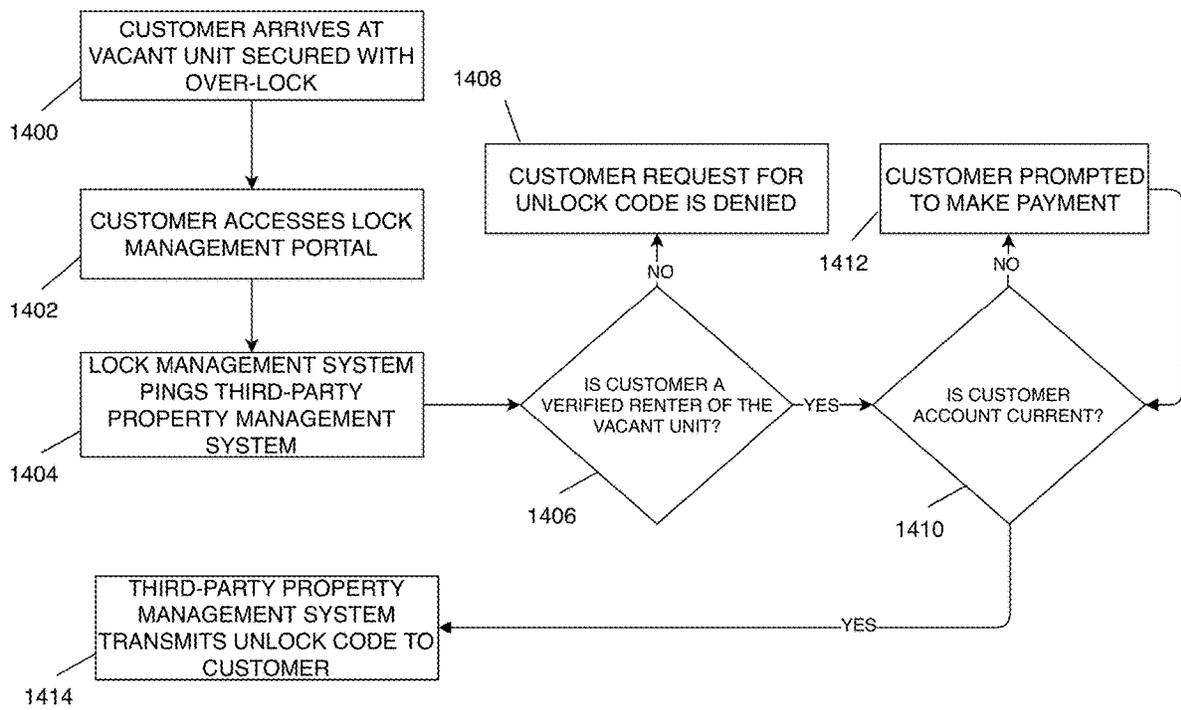 CUSTOMER ARRIVES AT
VACANT UNIT SECURED WITH
OVER-LOCK
1400
CUSTOMER ACCESSES LOCK
MANAGEMENT PORTAL
1402
LOCK MANAGEMENT SYSTEM
PINGS THIRD-PARTY
PROPERTY MANAGEMENT
SYSTEM
1404
1408
CUSTOMER REQUEST FOR
UNLOCK CODE IS DENIED
NO
IS CUSTOMER A
VERIFIED RENTER OF THE
VACANT UNIT?
1406
YES
CUSTOMER PROMPTED
TO MAKE PAYMENT
1412
NO
IS CUSTOMER
ACCOUNT CURRENT?
1410
YES
THIRD-PARTY PROPERTY
MANAGEMENT SYSTEM
TRANSMITS UNLOCK CODE TO
CUSTOMER
1414